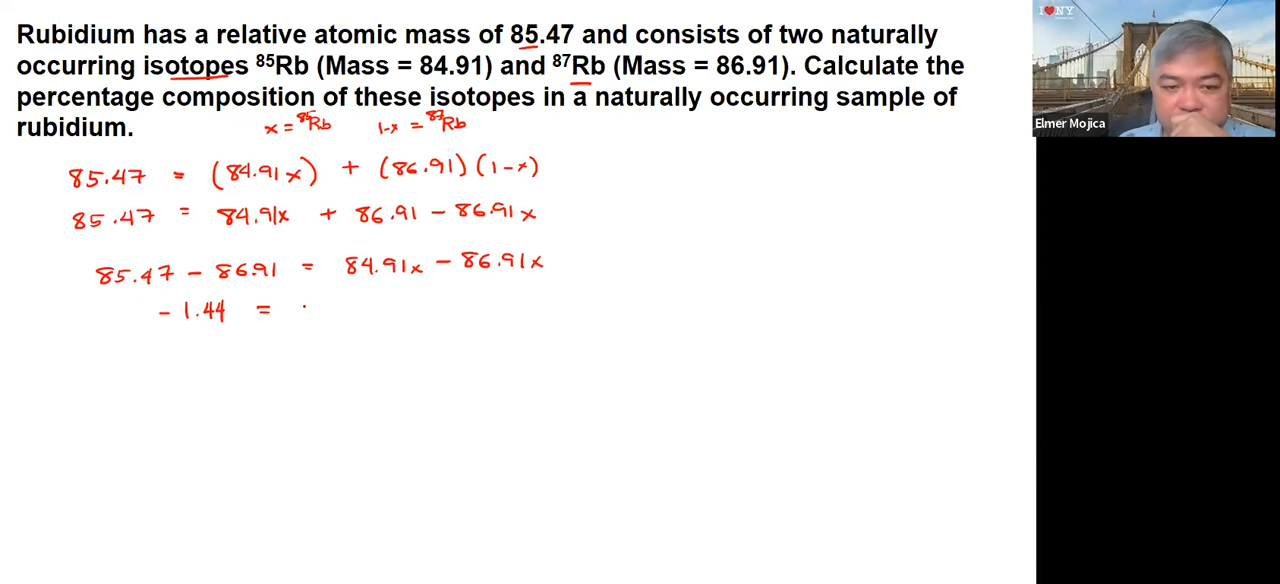 Rubidium has a relative atomic mass of 85.47 and consists of two naturally
occurring isotopes ⁸⁵Rb (Mass = 84.91) and ⁸⁷Rb (Mass = 86.91). Calculate the
percentage composition of these isotopes in a naturally occurring sample of
rubidium.
x = ⁸⁵Rb 1-x = ⁸⁷Rb
85.47 = (84.91x) + (86.91)(1-x)
85.47 = 84.91x + 86.91 - 86.91x
85.47 - 86.91 = 84.91x - 86.91x
- 1.44 =
I ❤ NY
Elmer Mojica